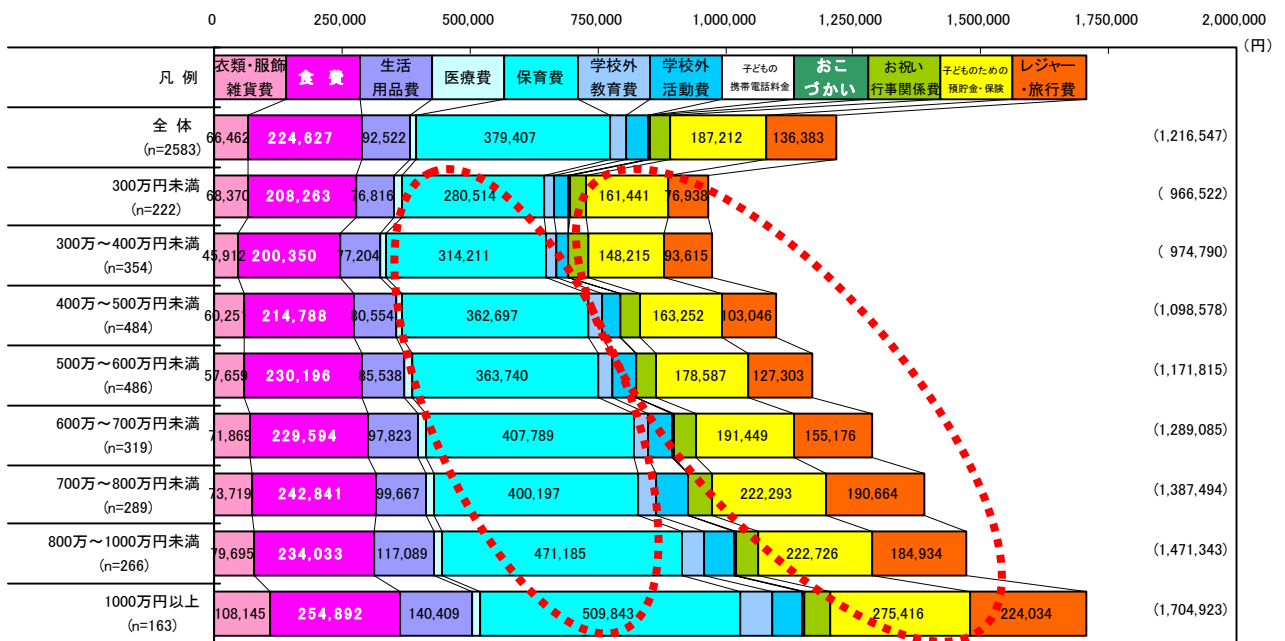 0 250,000 500,000 750,000 1,000,000 1,250,000 1,500,000 1,750,000 2,000,000
(円)
凡 例
衣類・服飾
雑貨費
食 費
生活
用品費
医療費
保育費
学校外
教育費
学校外
活動費
子どもの
携帯電話料金
おこ
づかい
お祝い
行事関係費
子どものための
預貯金・保険
レジャー
・旅行費
全 体
(n=2583)
66,462 224,627 92,522 379,407 187,212 136,383 (1,216,547)
300万円未満
(n=222)
68,370 208,263 76,816 280,514 161,441 76,938 ( 966,522)
300万～400万円未満
(n=354)
45,912 200,350 77,204 314,211 148,215 93,615 ( 974,790)
400万～500万円未満
(n=484)
60,251 214,788 80,554 362,697 163,252 103,046 (1,098,578)
500万～600万円未満
(n=486)
57,659 230,196 85,538 363,740 178,587 127,303 (1,171,815)
600万～700万円未満
(n=319)
71,869 229,594 97,823 407,789 191,449 155,176 (1,289,085)
700万～800万円未満
(n=289)
73,719 242,841 99,667 400,197 222,293 190,664 (1,387,494)
800万～1000万円未満
(n=266)
79,695 234,033 117,089 471,185 222,726 184,934 (1,471,343)
1000万円以上
(n=163)
108,145 254,892 140,409 509,843 275,416 224,034 (1,704,923)